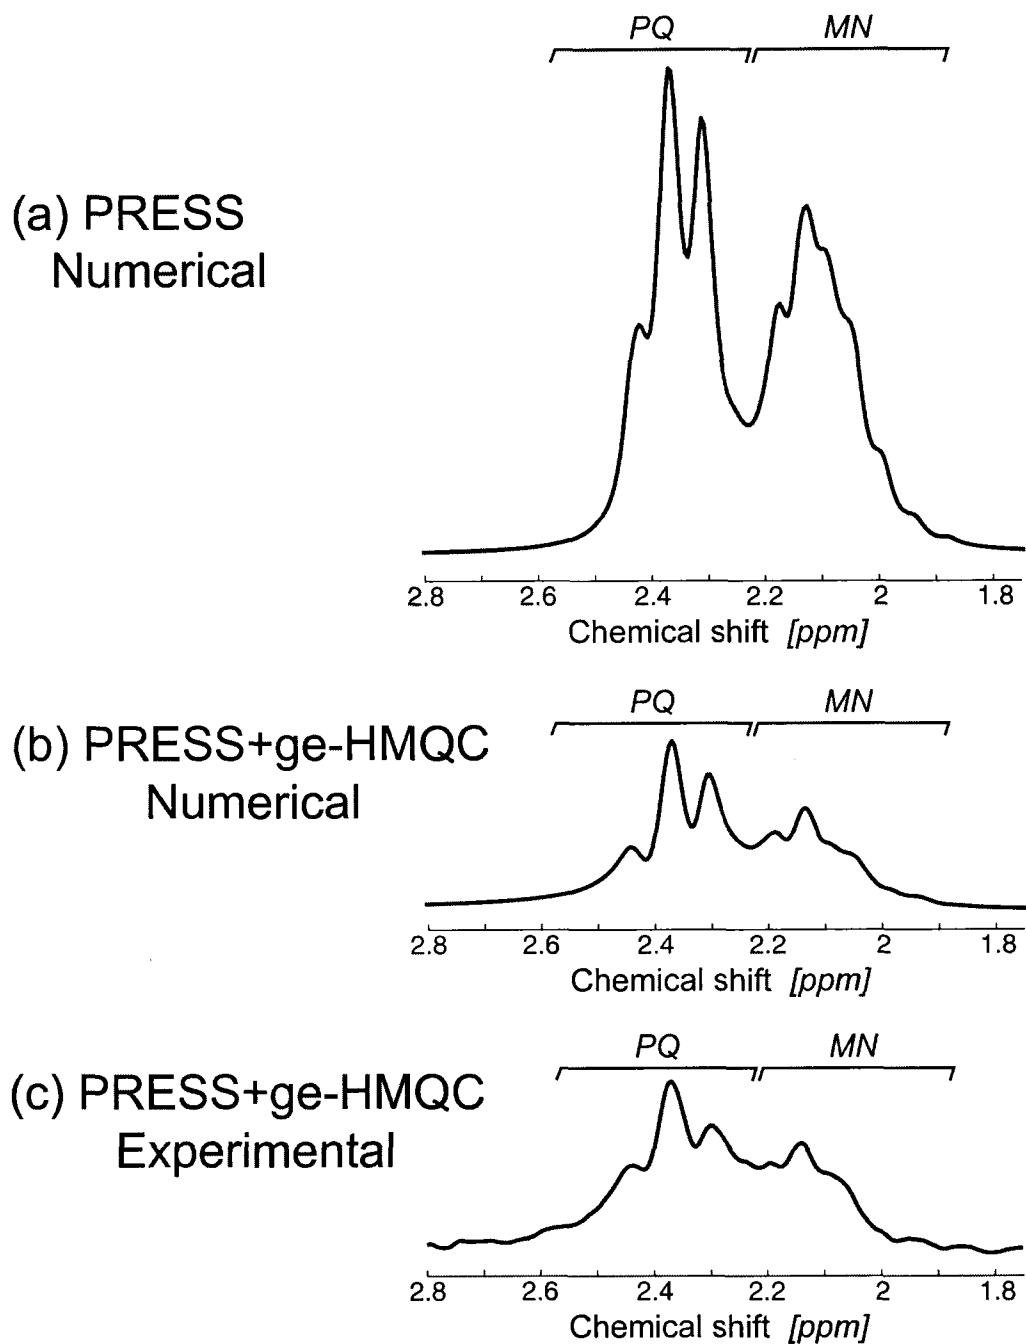 PQ MN
(a) PRESS
Numerical
2.8 2.6 2.4 2.2 2 1.8
Chemical shift [ppm]
PQ MN
(b) PRESS+ge-HMQC
Numerical
2.8 2.6 2.4 2.2 2 1.8
Chemical shift [ppm]
PQ MN
(c) PRESS+ge-HMQC
Experimental
2.8 2.6 2.4 2.2 2 1.8
Chemical shift [ppm]